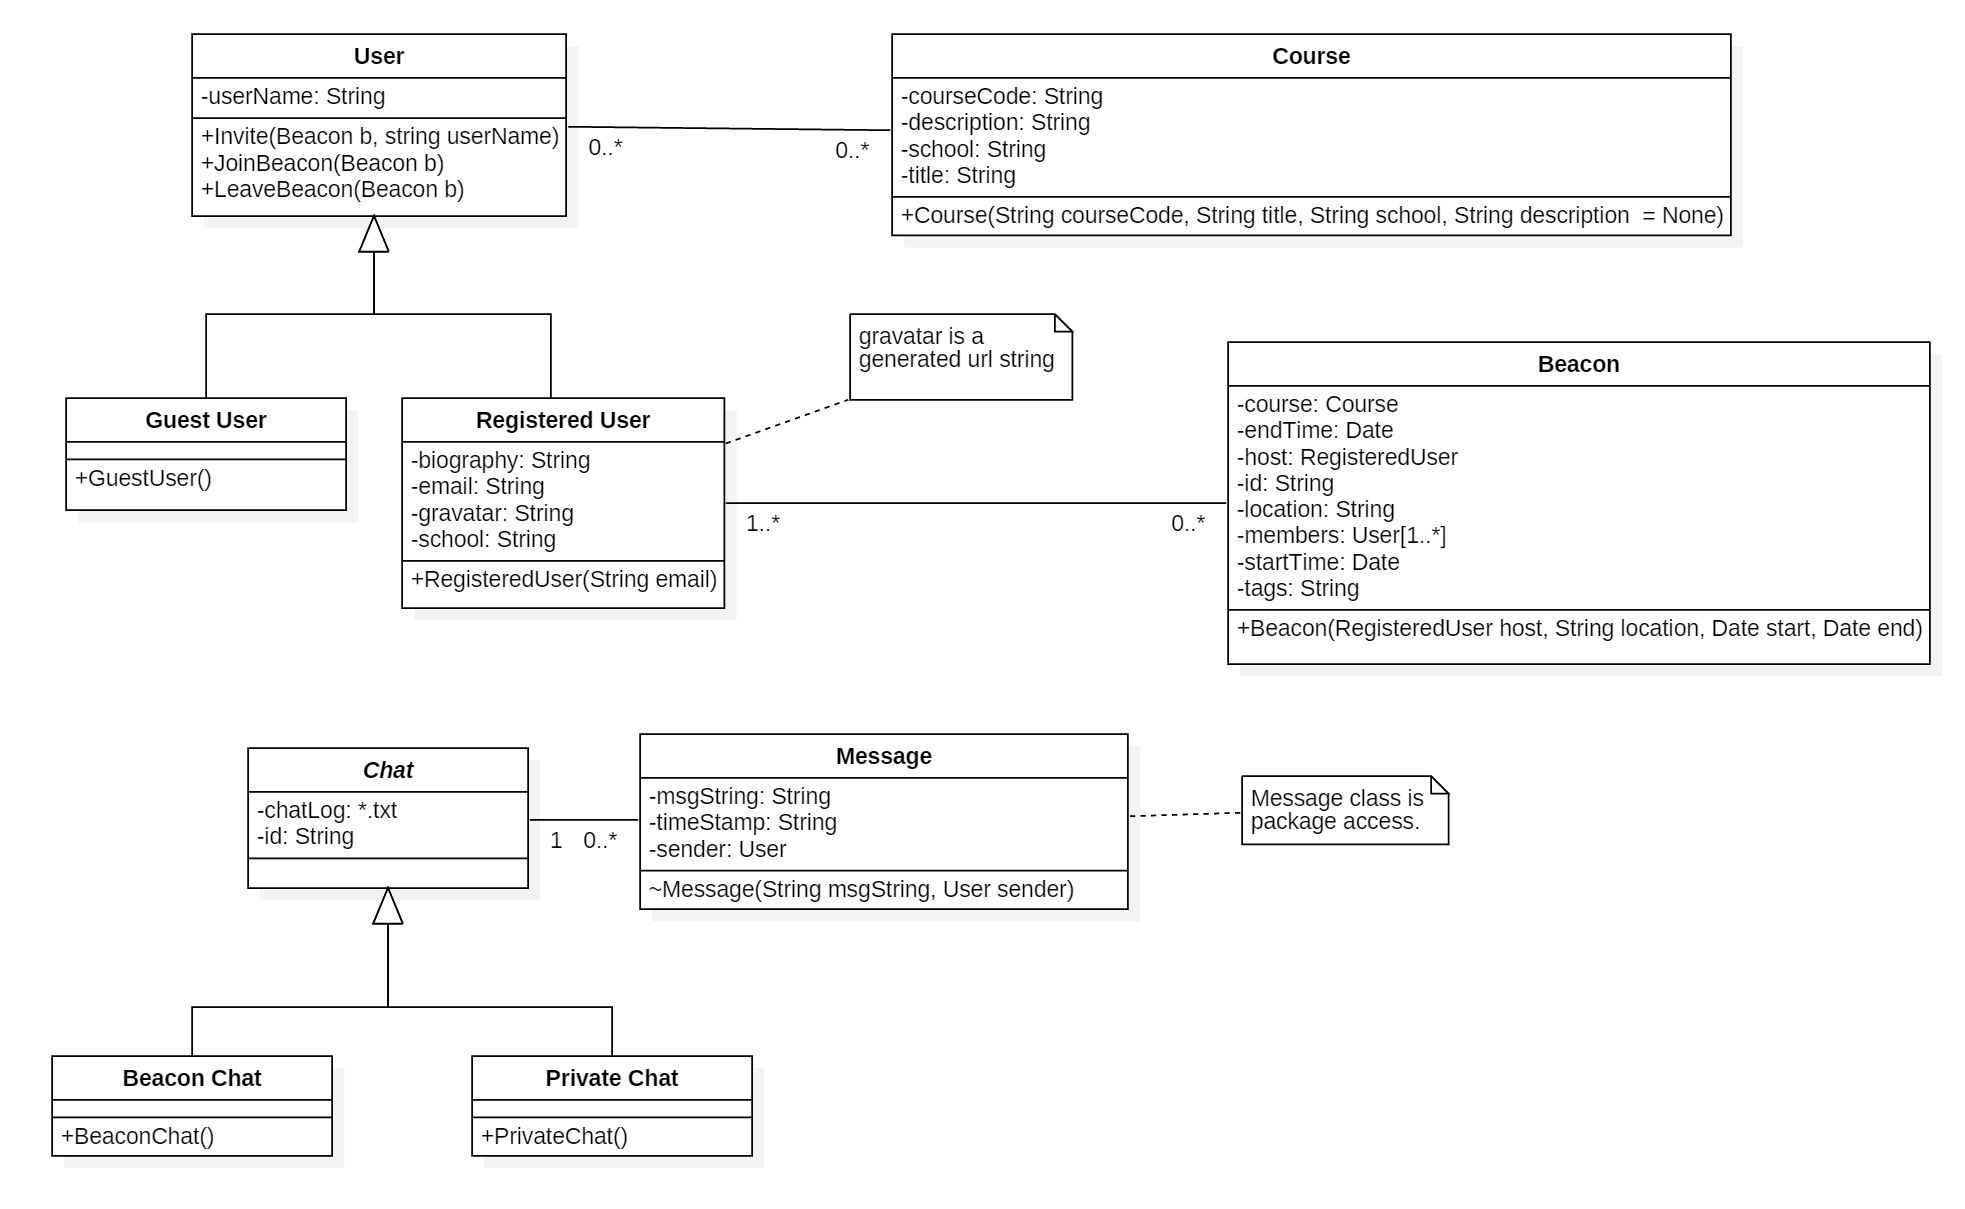 User
-userName: String
+Invite(Beacon b, string userName)
+JoinBeacon(Beacon b)
+LeaveBeacon(Beacon b)
0..*
0..*
Course
-courseCode: String
-description: String
-school: String
-title: String
+Course(String courseCode, String title, String school, String description  = None)
gravatar is a
generated url string
Guest User
+GuestUser()
Registered User
-biography: String
-email: String
-gravatar: String
-school: String
+RegisteredUser(String email)
1..*
0..*
Beacon
-course: Course
-endTime: Date
-host: RegisteredUser
-id: String
-location: String
-members: User[1..*]
-startTime: Date
-tags: String
+Beacon(RegisteredUser host, String location, Date start, Date end)
Chat
-chatLog: *.txt
-id: String
1
0..*
Message
-msgString: String
-timeStamp: String
-sender: User
~Message(String msgString, User sender)
Message class is
package access.
Beacon Chat
+BeaconChat()
Private Chat
+PrivateChat()